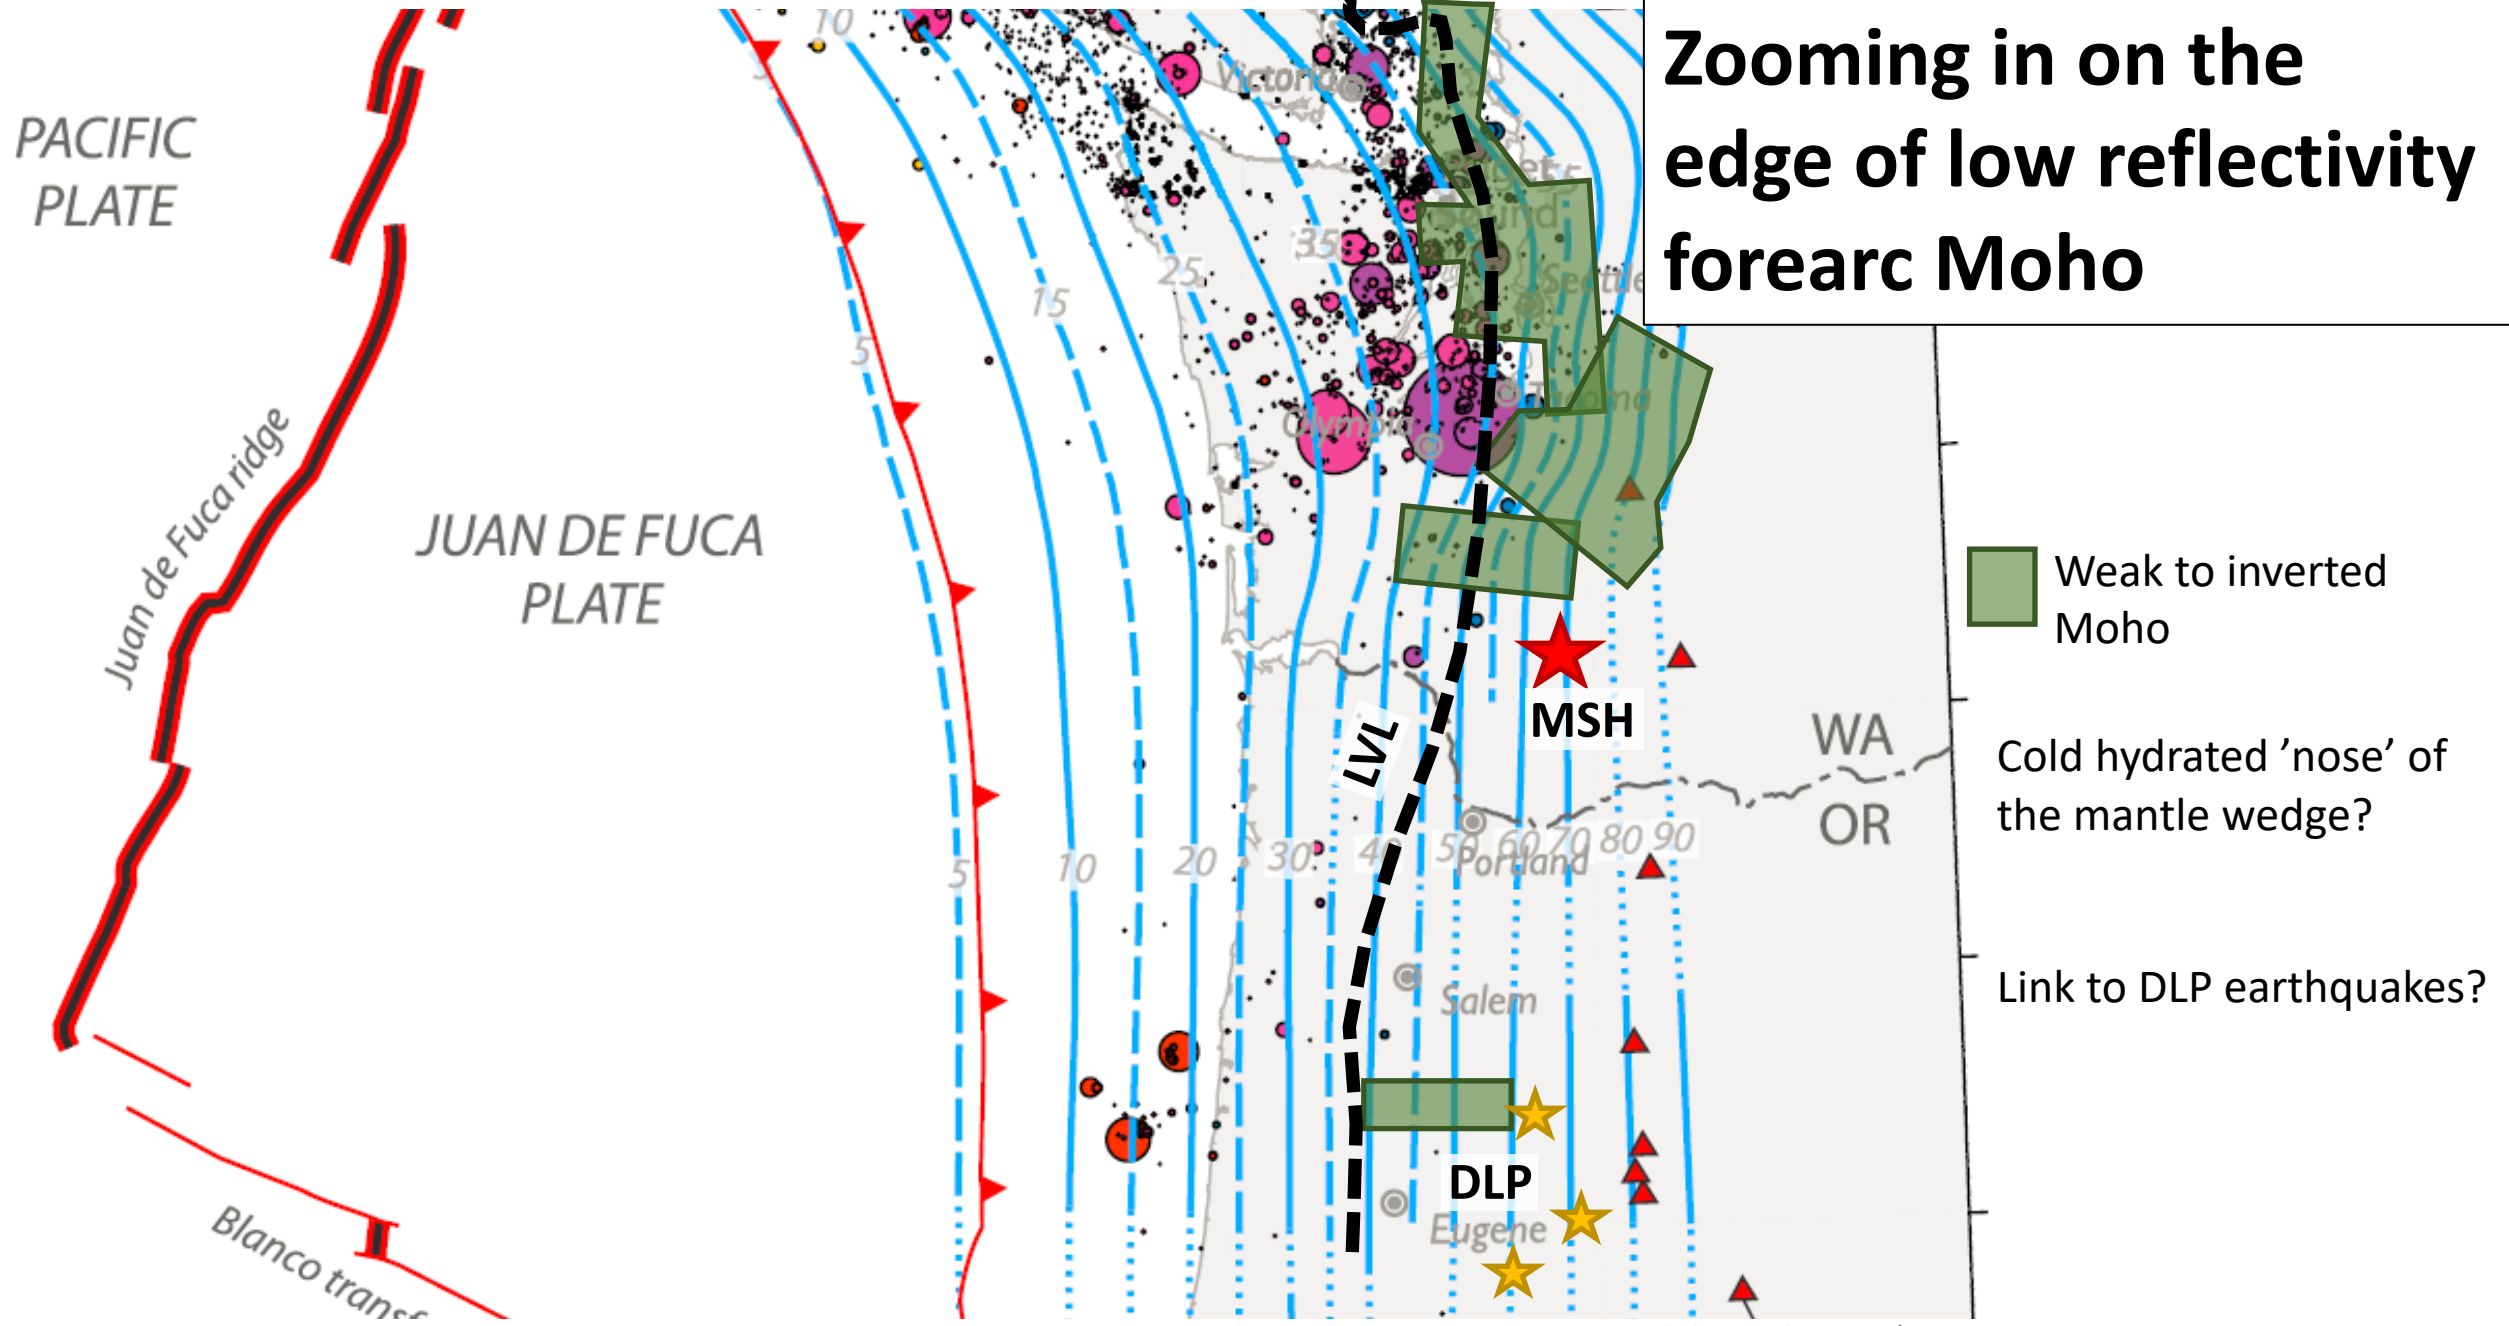 Zooming in on the
edge of low reflectivity
forearc Moho
PACIFIC
PLATE
Juan de Fuca ridge
JUAN DE FUCA
PLATE
Blanco transf
10
5
Victoria
Sound
Seattle
35
25
15
5
Tacoma
Olympia
MSH
LVL
WA
OR
5
10
20
30
40
50
60
70
80
90
Portland
Salem
DLP
Eugene
Weak to inverted
Moho
Cold hydrated ’nose’ of
the mantle wedge?
Link to DLP earthquakes?